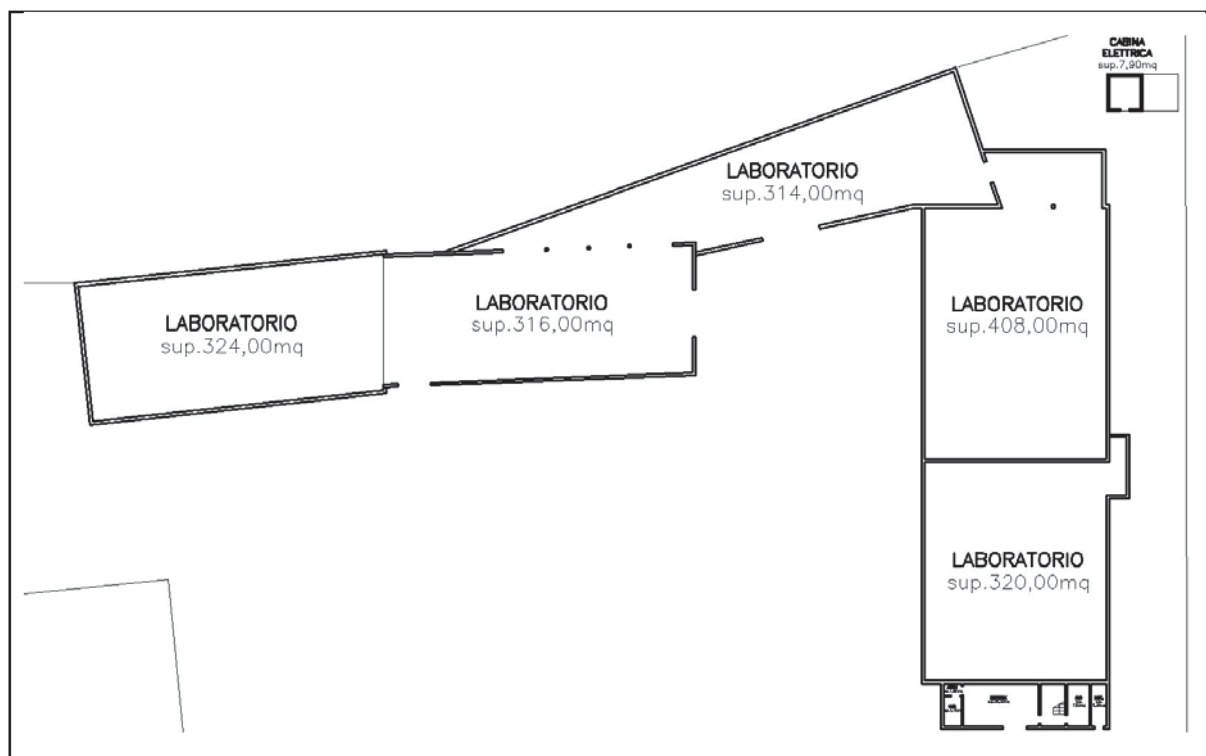 CABINA
ELETTRICA
sup.7,90mq
LABORATORIO
sup.314,00mq
LABORATORIO
sup.316,00mq
LABORATORIO
sup.408,00mq
LABORATORIO
sup.324,00mq
LABORATORIO
sup.320,00mq